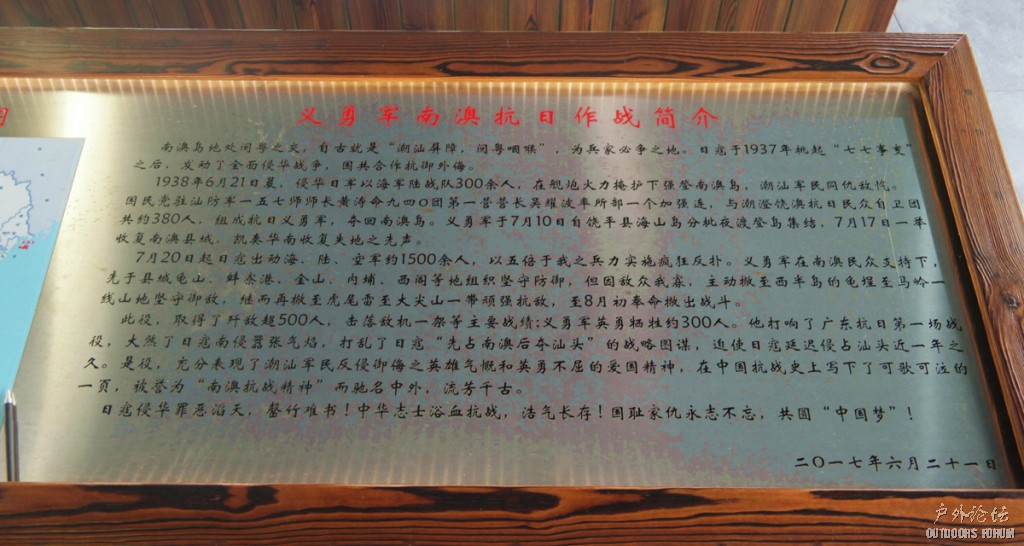 义勇军南澳抗日作战简介
南澳岛地处闽粤之交，自古就是“潮汕屏障，闽粤咽喉”，为兵家必争之地。日寇于1937年挑起“七七事变”
之后，发动了全面侵华战争，国共合作抗御外侮。
1938年6月21日夏，侵华日军以海军陆战队300余人，在舰炮火力掩护下强登南澳岛，潮汕军民同仇敌忾。
国民党驻汕防军一五七师师长黄涛命九四〇团第一营营长吴耀波率所部一个加强连，与潮澄饶澳抗日民众自卫团
共约380人，组成抗日义勇军，夺回南澳岛。义勇军于7月10日自饶平县海山岛分批夜渡登岛集结，7月17日一举
收复南澳县城，凯奏华南收复失地之先声。
7月20日起日寇出动海、陆、空军约1500余人，以五倍于我之兵力实施疯狂反扑。义勇军在南澳民众支持下，
先于县城龟山、蚶寮港、金山、内埔、西阁等地组织坚守防御，但因敌众我寡，主动撤至西半岛的龟埕至马岭一
线山地坚守御敌，继而再撤至虎尾雷至大尖山一带顽强抗敌，至8月初奉命撤出战斗。
此役，取得了歼敌超500人，击落敌机一架等主要战绩;义勇军英勇牺牲约300人。他打响了广东抗日第一场战
役，大煞了日寇南侵嚣张气焰，打乱了日寇“先占南澳后夺汕头”的战略图谋，迫使日寇延迟侵占汕头近一年之
久。是役，充分表现了潮汕军民反侵御侮之英雄气慨和英勇不屈的爱国精神，在中国抗战史上写下了可歌可泣的
一页，被誉为“南澳抗战精神”而驰名中外，流芳千古。
日寇侵华罪恶滔天，罄竹难书！中华志士浴血抗战，浩气长存！国耻家仇永志不忘，共圆“中国梦”！
二〇一七年六月二十一日
户外论坛
OUTDOORS FORUM